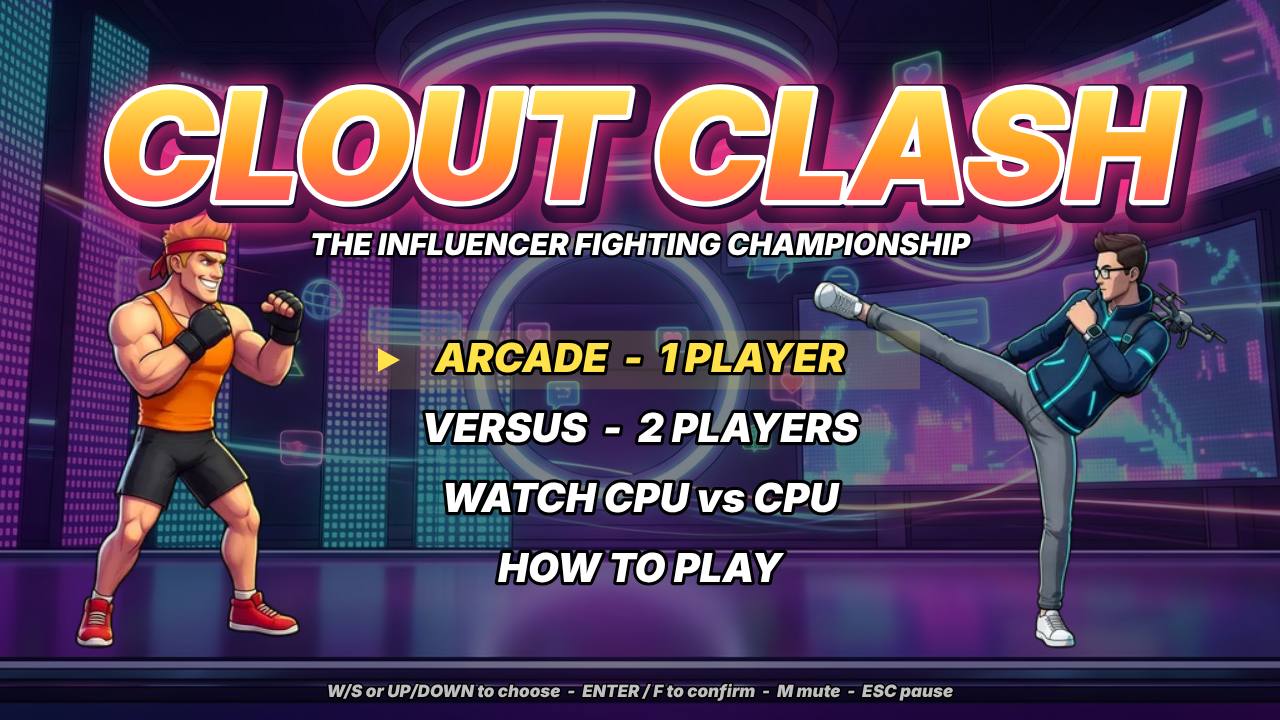 CLOUT CLASH
THE INFLUENCER FIGHTING CHAMPIONSHIP
ARCADE - 1 PLAYER
VERSUS - 2 PLAYERS
WATCH CPU vs CPU
HOW TO PLAY
W/S or UP/DOWN to choose - ENTER / F to confirm - M mute - ESC pause